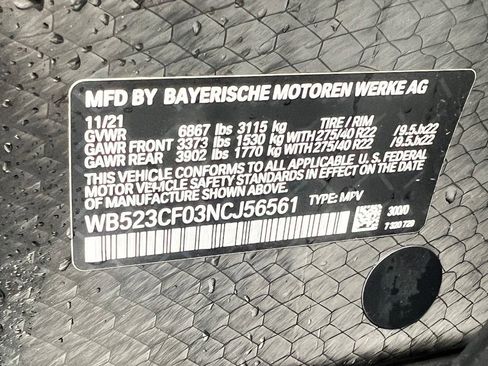 MFD BY BAYERISCHE MOTOREN WERKE AG
11/21 TIRE / RIM
GVWR 6867 lbs 3115 kg
GAWR FRONT 3373 lbs 1530 kg WITH 275/40 R22 /9.5Jx22
GAWR REAR 3902 lbs 1770 kg WITH 275/40 R22 /9.5Jx22
THIS VEHICLE CONFORMS TO ALL APPLICABLE U.S. FEDERAL
MOTOR VEHICLE SAFETY STANDARDS IN EFFECT ON THE DATE
OF MANUFACTURE SHOWN ABOVE.
WB523CF03NCJ56561 TYPE: MPV
300/0